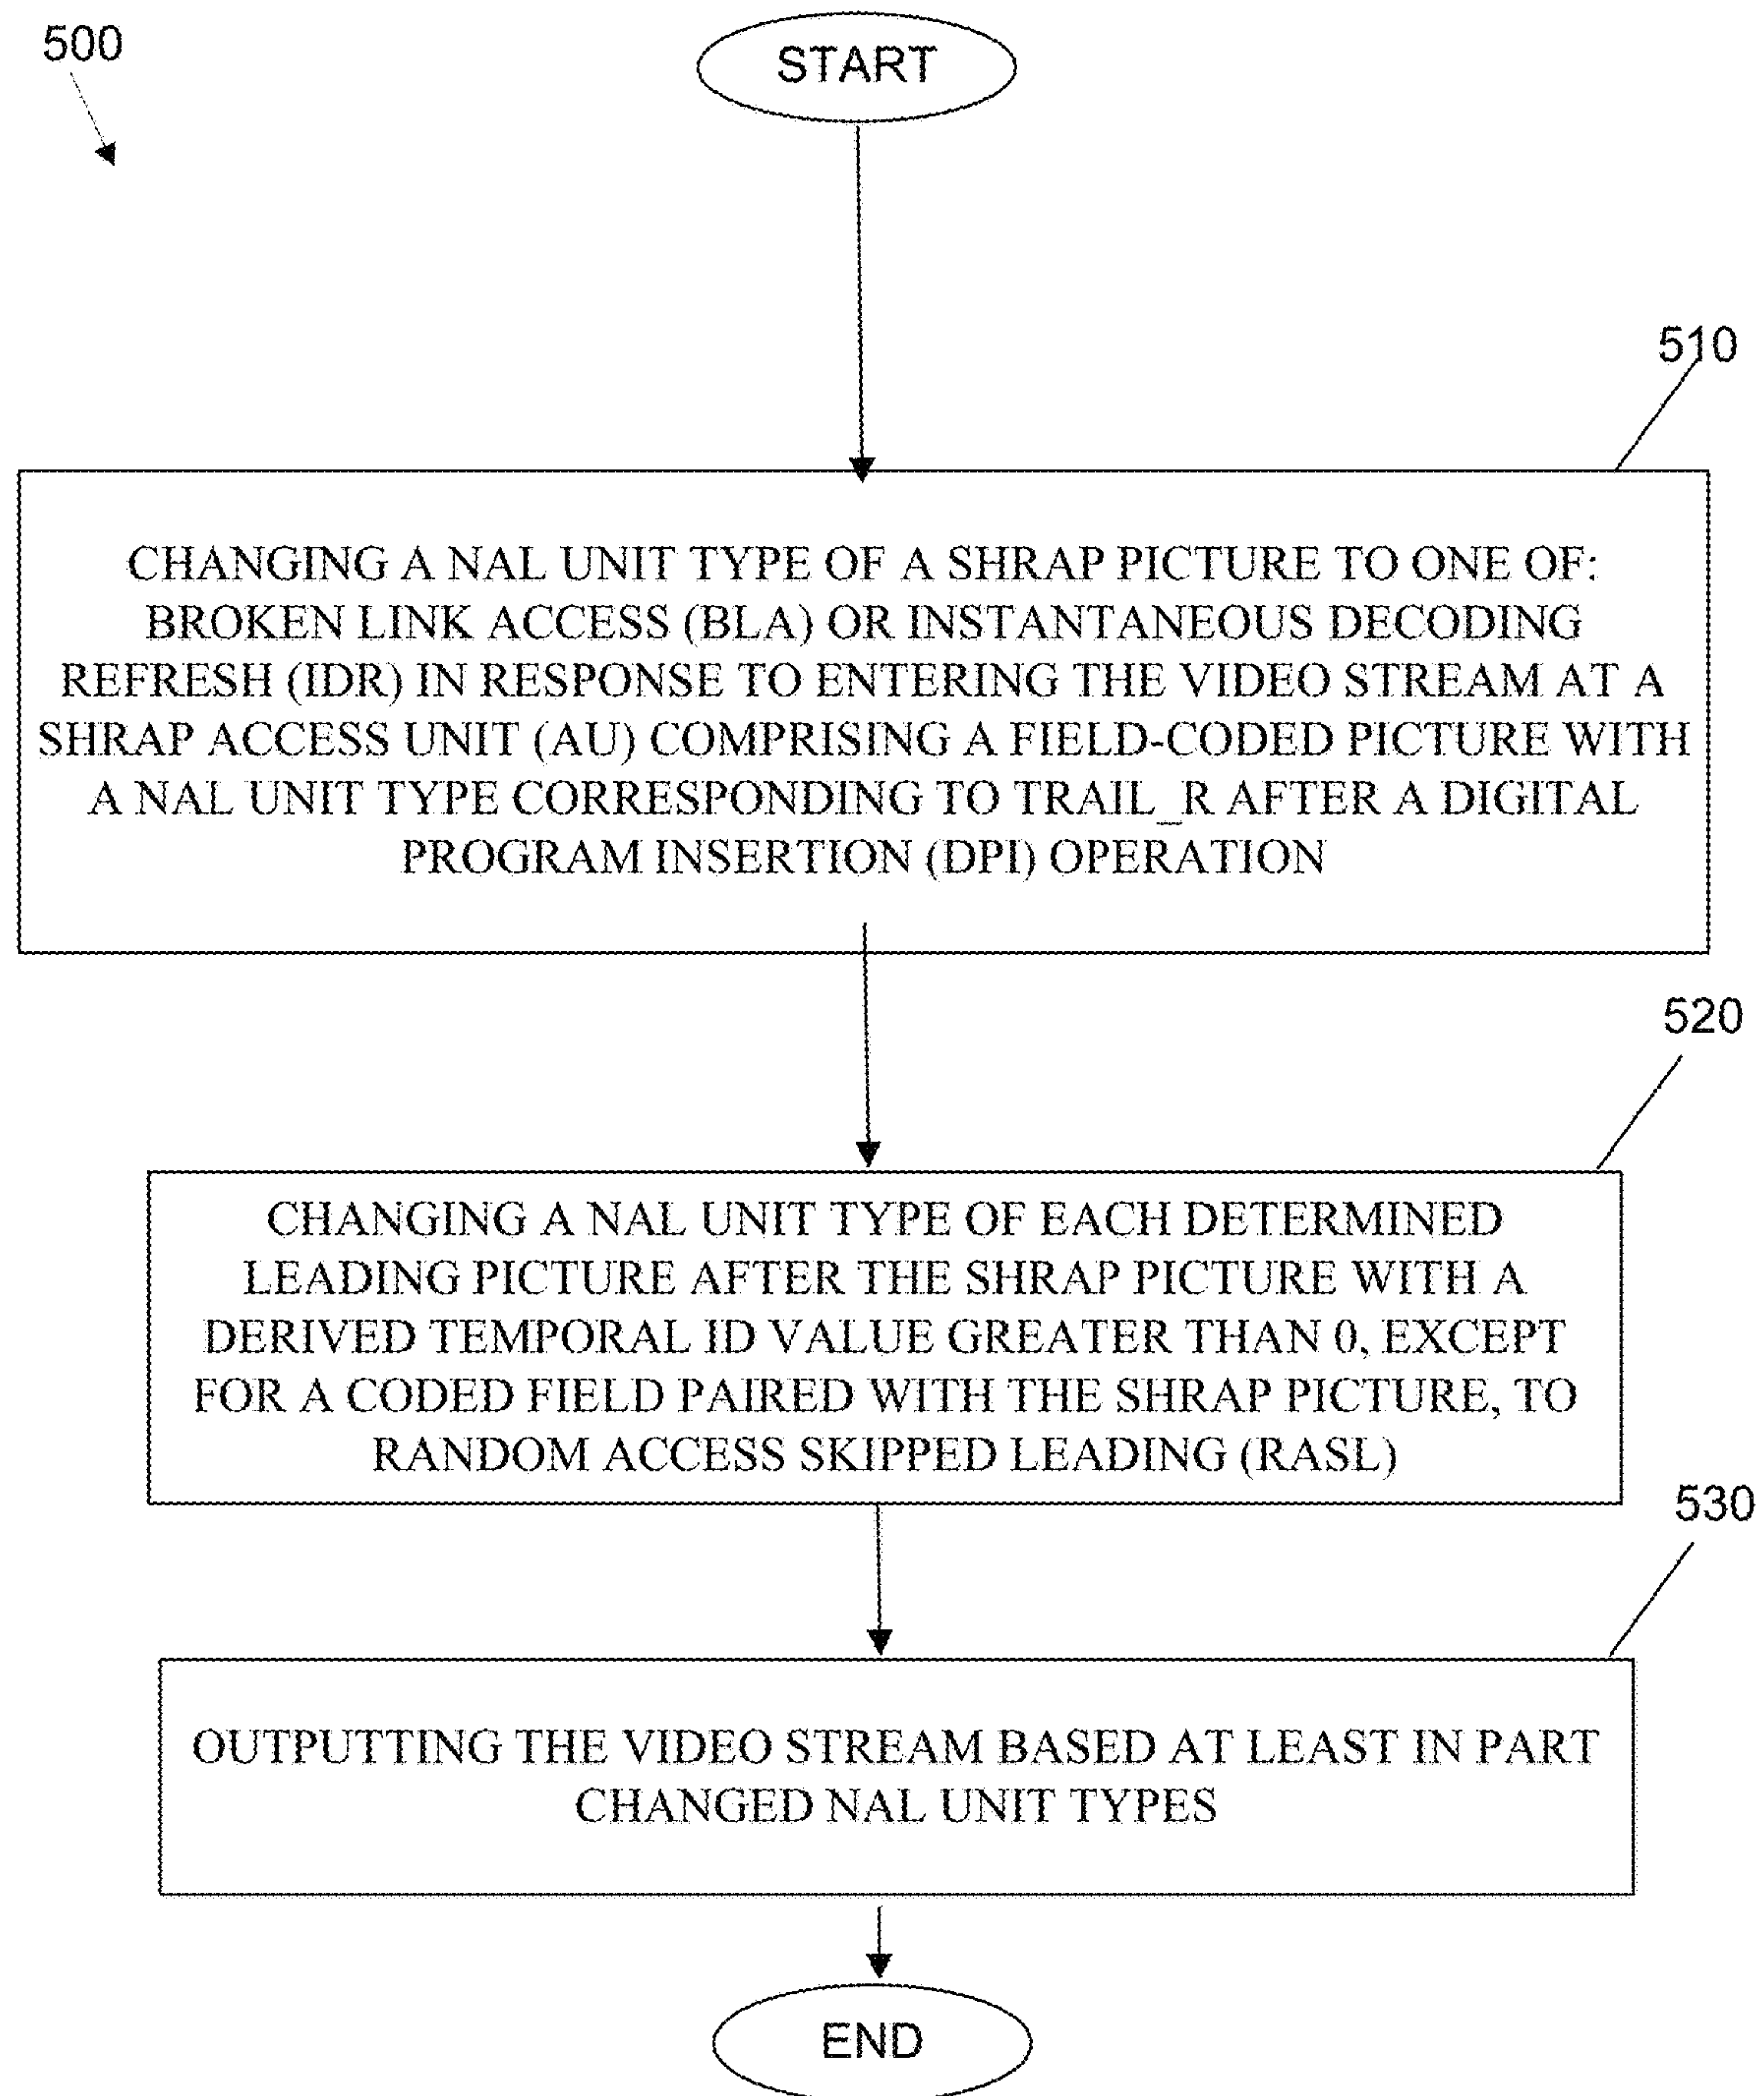 500
START
510
CHANGING A NAL UNIT TYPE OF A SHRAP PICTURE TO ONE OF:
BROKEN LINK ACCESS (BLA) OR INSTANTANEOUS DECODING
REFRESH (IDR) IN RESPONSE TO ENTERING THE VIDEO STREAM AT A
SHRAP ACCESS UNIT (AU) COMPRISING A FIELD-CODED PICTURE WITH
A NAL UNIT TYPE CORRESPONDING TO TRAIL_R AFTER A DIGITAL
PROGRAM INSERTION (DPI) OPERATION
520
CHANGING A NAL UNIT TYPE OF EACH DETERMINED
LEADING PICTURE AFTER THE SHRAP PICTURE WITH A
DERIVED TEMPORAL ID VALUE GREATER THAN 0, EXCEPT
FOR A CODED FIELD PAIRED WITH THE SHRAP PICTURE, TO
RANDOM ACCESS SKIPPED LEADING (RASL)
530
OUTPUTTING THE VIDEO STREAM BASED AT LEAST IN PART
CHANGED NAL UNIT TYPES
END